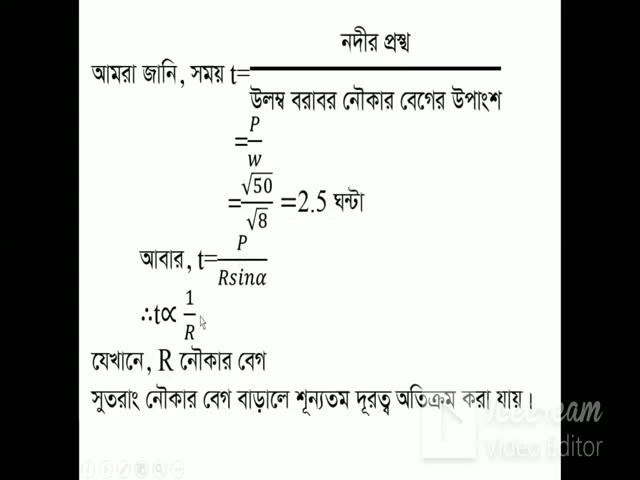 আমরা জানি, সময় t= নদীর প্রস্থ / উলম্ব বরাবর নৌকার বেগের উপাংশ
= P / w
= √50 / √8 =2.5 ঘন্টা
আবার, t= P / Rsinα
∴t∝ 1 / R
যেখানে, R নৌকার বেগ
সুতরাং নৌকার বেগ বাড়ালে শূন্যতম দূরত্ব অতিক্রম করা যায়।
Video Editor